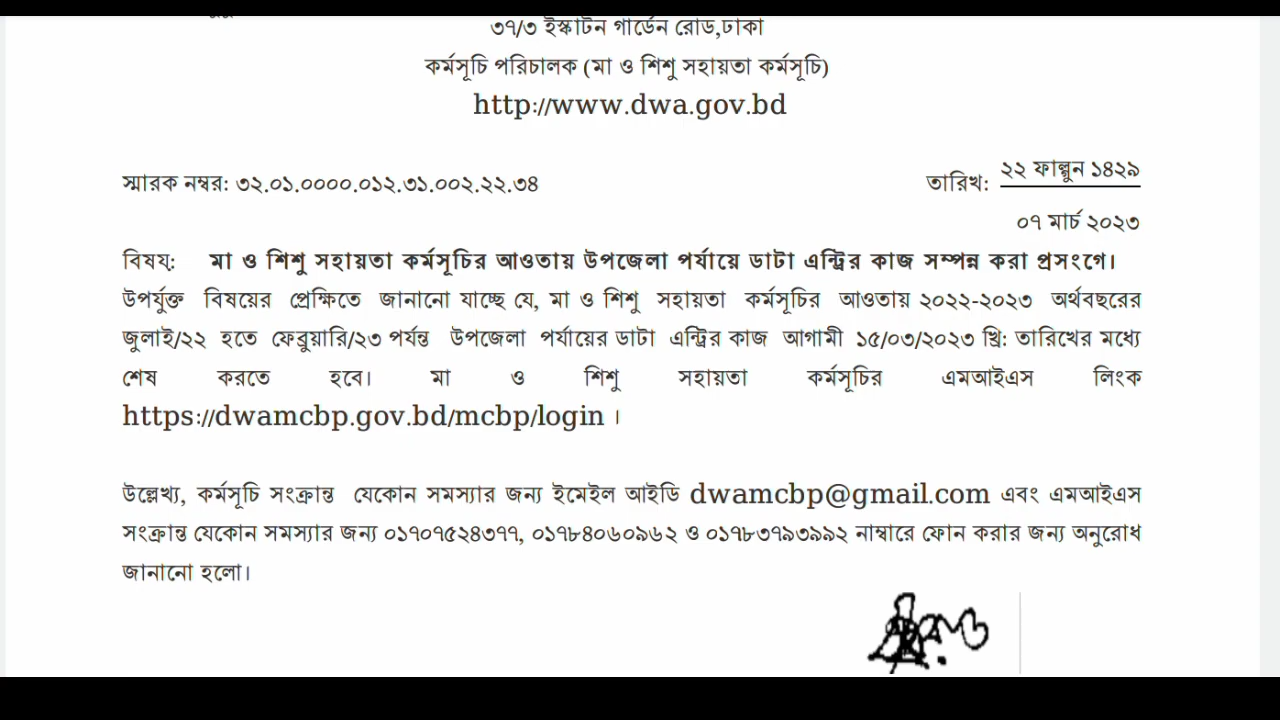 ৩৭/৩ ইস্কাটন গার্ডেন রোড,ঢাকা
কর্মসূচি পরিচালক (মা ও শিশু সহায়তা কর্মসূচি)
http://www.dwa.gov.bd
স্মারক নম্বর: ৩২.০১.০০০০.০১২.৩১.০০২.২২.৩৪
তারিখ: ২২ ফাল্গুন ১৪২৯
০৭ মার্চ ২০২৩
বিষয়: মা ও শিশু সহায়তা কর্মসূচির আওতায় উপজেলা পর্যায়ে ডাটা এন্ট্রির কাজ সম্পন্ন করা প্রসংগে।
উপর্যুক্ত বিষয়ের প্রেক্ষিতে জানানো যাচ্ছে যে, মা ও শিশু সহায়তা কর্মসূচির আওতায় ২০২২-২০২৩ অর্থবছরের
জুলাই/২২ হতে ফেব্রুয়ারি/২৩ পর্যন্ত উপজেলা পর্যায়ের ডাটা এন্ট্রির কাজ আগামী ১৫/০৩/২০২৩ খ্রি: তারিখের মধ্যে
শেষ করতে হবে। মা ও শিশু সহায়তা কর্মসূচির এমআইএস লিংক
https://dwamcbp.gov.bd/mcbp/login ।
উল্লেখ্য, কর্মসূচি সংক্রান্ত যেকোন সমস্যার জন্য ইমেইল আইডি dwamcbp@gmail.com এবং এমআইএস
সংক্রান্ত যেকোন সমস্যার জন্য ০১৭০৭৫২৪৩৭৭, ০১৭৮৪০৬০৯৬২ ও ০১৭৮৩৭৯৩৯৯২ নাম্বারে ফোন করার জন্য অনুরোধ
জানানো হলো।